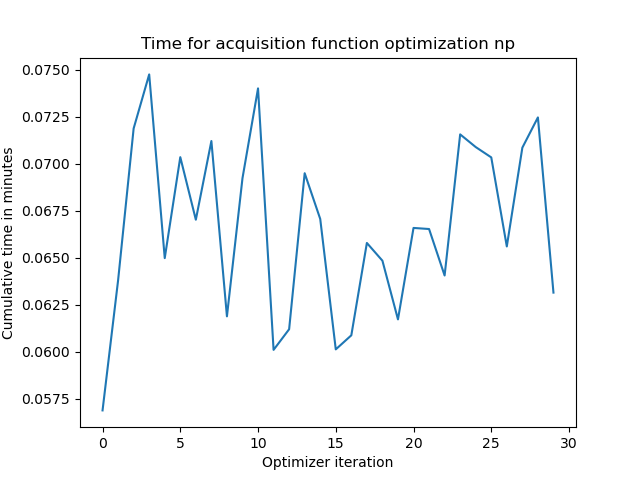 Time for acquisition function optimization np
Cumulative time in minutes
0.0750
0.0725
0.0700
0.0675
0.0650
0.0625
0.0600
0.0575
0 5 10 15 20 25 30
Optimizer iteration